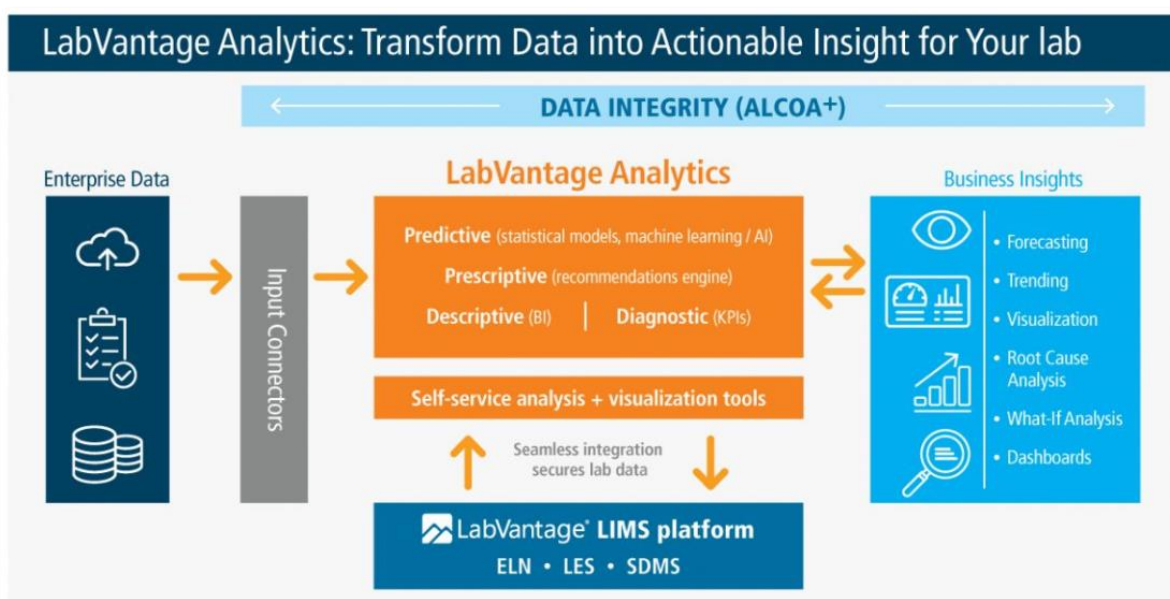 LabVantage Analytics: Transform Data into Actionable Insight for Your lab
DATA INTEGRITY (ALCOA+)
Enterprise Data
Input Connectors
LabVantage Analytics
Predictive (statistical models, machine learning / AI)
Prescriptive (recommendations engine)
Descriptive (BI) | Diagnostic (KPIs)
Self-service analysis + visualization tools
Seamless integration
secures lab data
LabVantage® LIMS platform
ELN • LES • SDMS
Business Insights
• Forecasting
• Trending
• Visualization
• Root Cause
Analysis
• What-If Analysis
• Dashboards